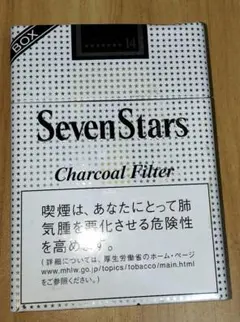 BOX
14
SevenStars
Charcoal Filter
喫煙は、あなたにとって肺
気腫を悪化させる危険性
を高めます。
(詳細については、厚生労働省のホーム・ページ
www.mhlw.go.jp/topics/tobacco/main.html
をご参照ください。)